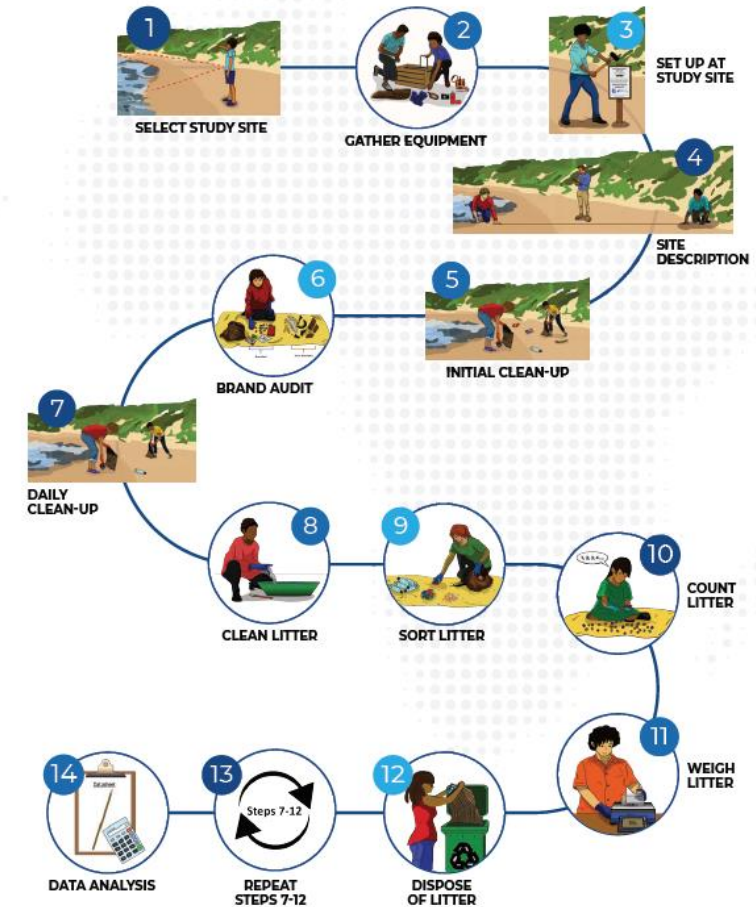 1
SELECT STUDY SITE
2
GATHER EQUIPMENT
3
SET UP AT
STUDY SITE
4
SITE
DESCRIPTION
5
INITIAL CLEAN-UP
6
BRAND AUDIT
7
DAILY
CLEAN-UP
8
CLEAN LITTER
9
SORT LITTER
10
COUNT
LITTER
11
WEIGH
LITTER
12
DISPOSE
OF LITTER
13
Steps 7-12
REPEAT
STEPS 7-12
14
Datasheet
DATA ANALYSIS